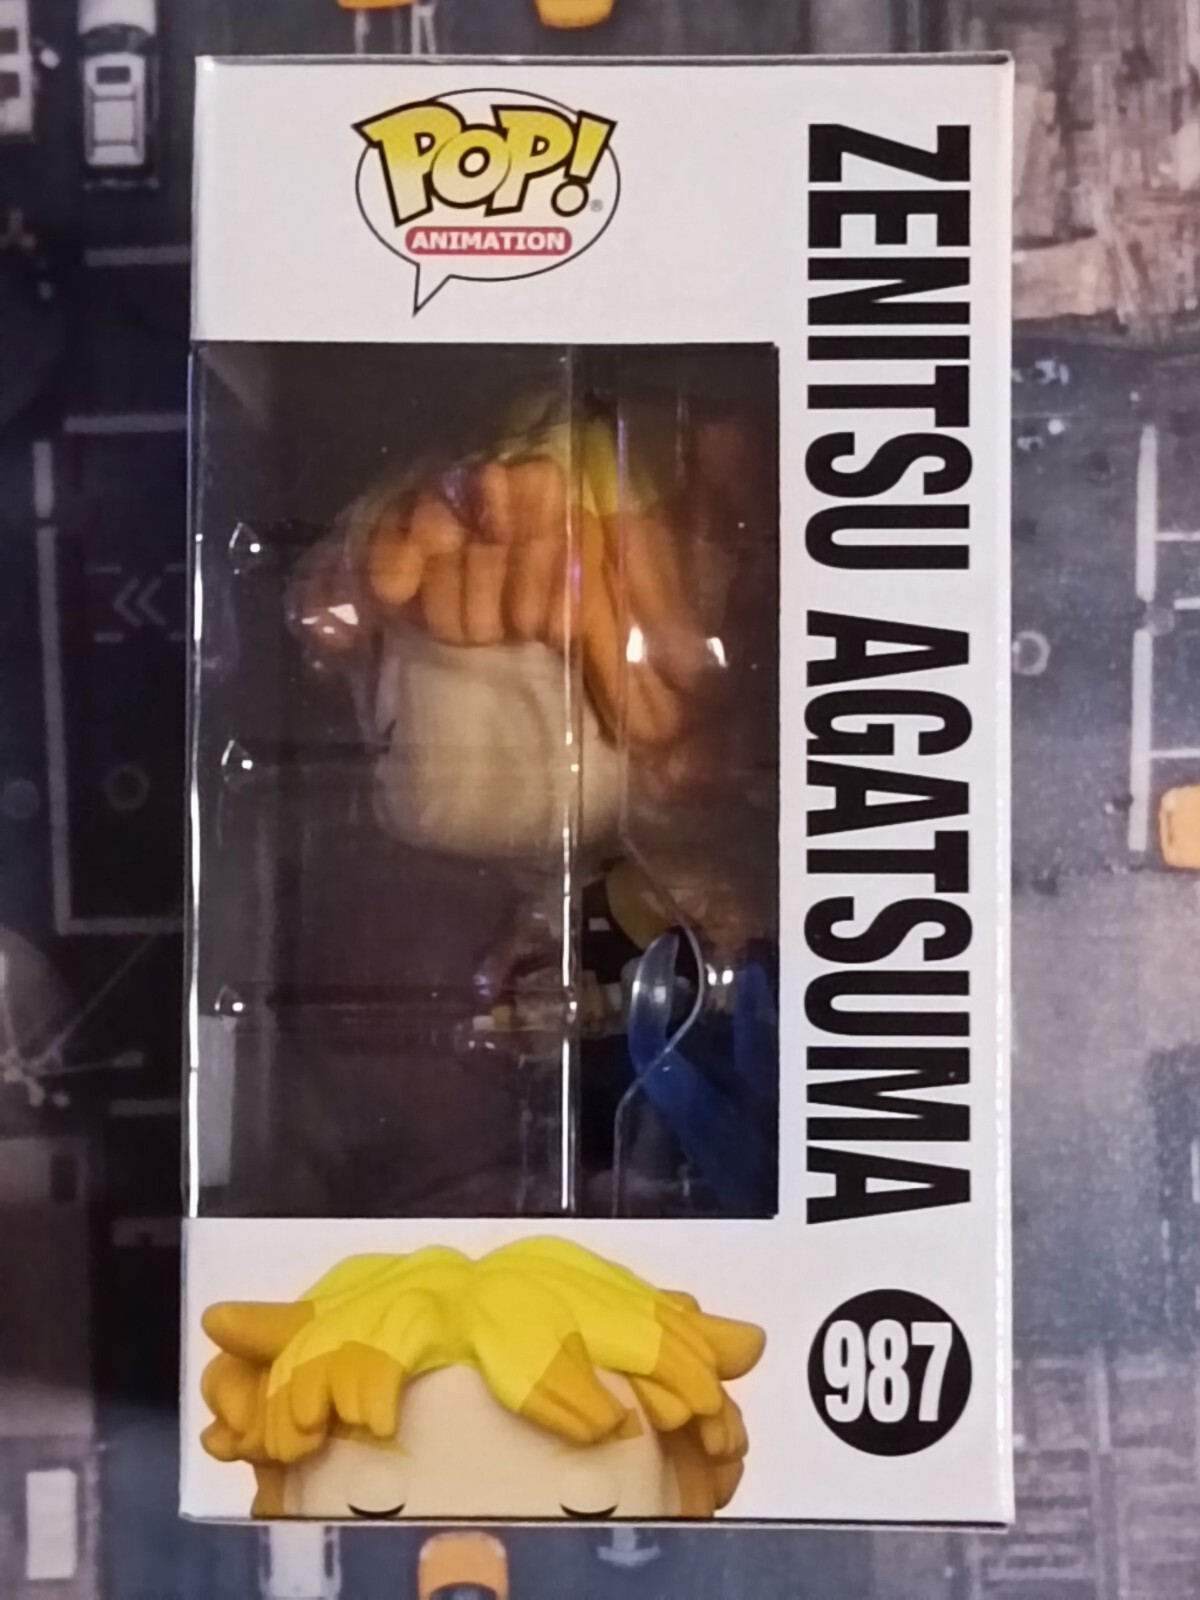 POP!®
ANIMATION
ZENITSU AGATSUMA
987